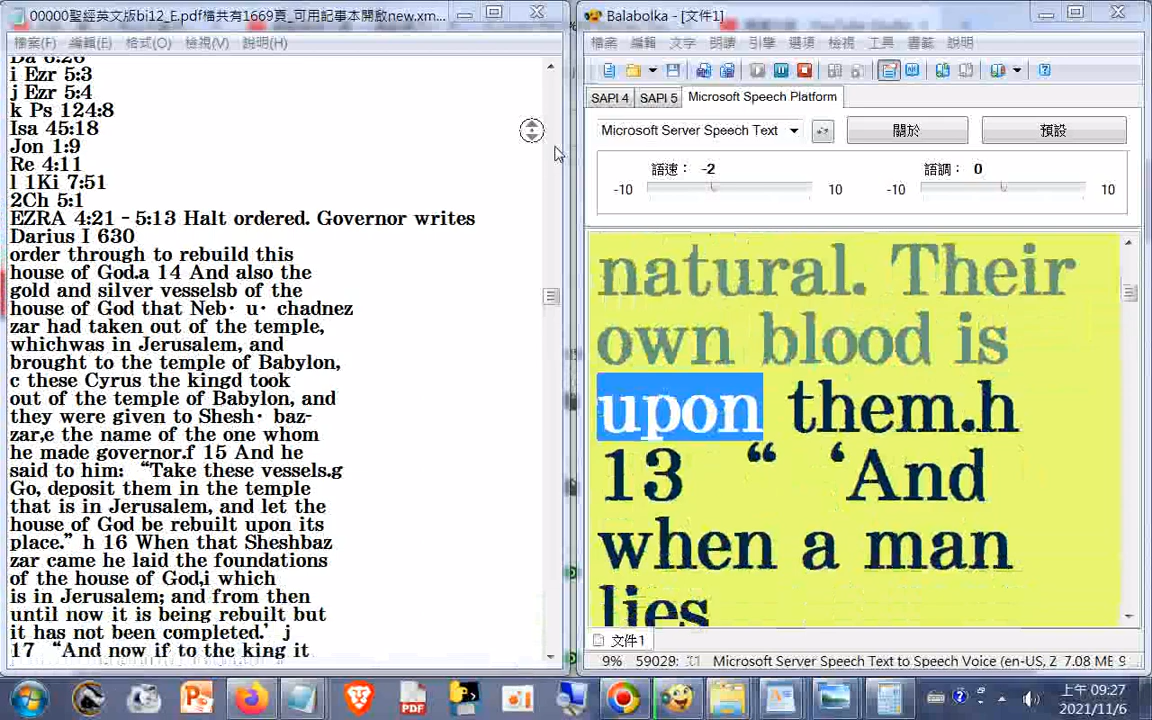 00000聖經英文版bi12_E.pdf檔共有1669頁_可用記事本開啟new.xm...
檔案(F) 編輯(E) 格式(O) 檢視(V) 說明(H)
Da 6:26
i Ezr 5:3
j Ezr 5:4
k Ps 124:8
Isa 45:18
Jon 1:9
Re 4:11
l 1Ki 7:51
2Ch 5:1
EZRA 4:21–5:13 Halt ordered. Governor writes
Darius I 630
order through to rebuild this
house of God.a 14 And also the
gold and silver vesselsb of the
house of God that Neb· u· chadnez
zar had taken out of the temple,
whichwas in Jerusalem, and
brought to the temple of Babylon,
c these Cyrus the kingd took
out of the temple of Babylon, and
they were given to Shesh· baz-
zar,e the name of the one whom
he made governor.f 15 And he
said to him: “Take these vessels.g
Go, deposit them in the temple
that is in Jerusalem, and let the
house of God be rebuilt upon its
place.” h 16 When that Sheshbaz
zar came he laid the foundations
of the house of God,i which
is in Jerusalem; and from then
until now it is being rebuilt but
it has not been completed.’ j
17 “And now if to the king it
Balabolka - [文件1]
檔案 編輯 文字 朗讀 引擎 選項 檢視 工具 書籤 說明
SAPI 4 SAPI 5 Microsoft Speech Platform
Microsoft Server Speech Text 關於 預設
語速： -2 語調： 0
-10 10 -10 10
natural. Their
own blood is
upon them.h
13 “ ‘And
when a man
lies
文件1
9% 59028: Microsoft Server Speech Text to Speech Voice (en-US, Z 7.08 MB 9
PDF
上午 09:27
2021/11/6